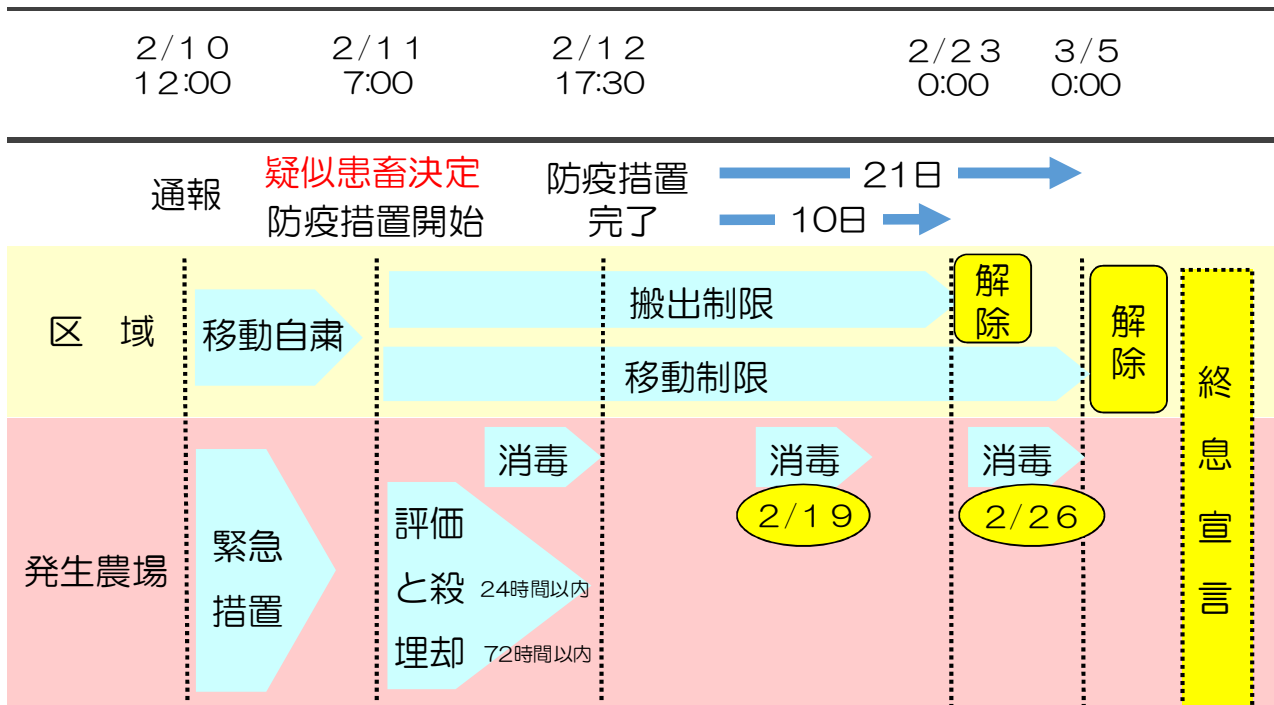 2/10 2/11 2/12 2/23 3/5
12:00 7:00 17:30 0:00 0:00
通報
疑似患畜決定
防疫措置開始
防疫措置
完了
21日
10日
区 域
移動自粛
搬出制限
移動制限
解
除
解
除
発生農場
緊急
措置
消毒
消毒
消毒
2/19
2/26
評価
と殺 24時間以内
埋却 72時間以内
終
息
宣
言